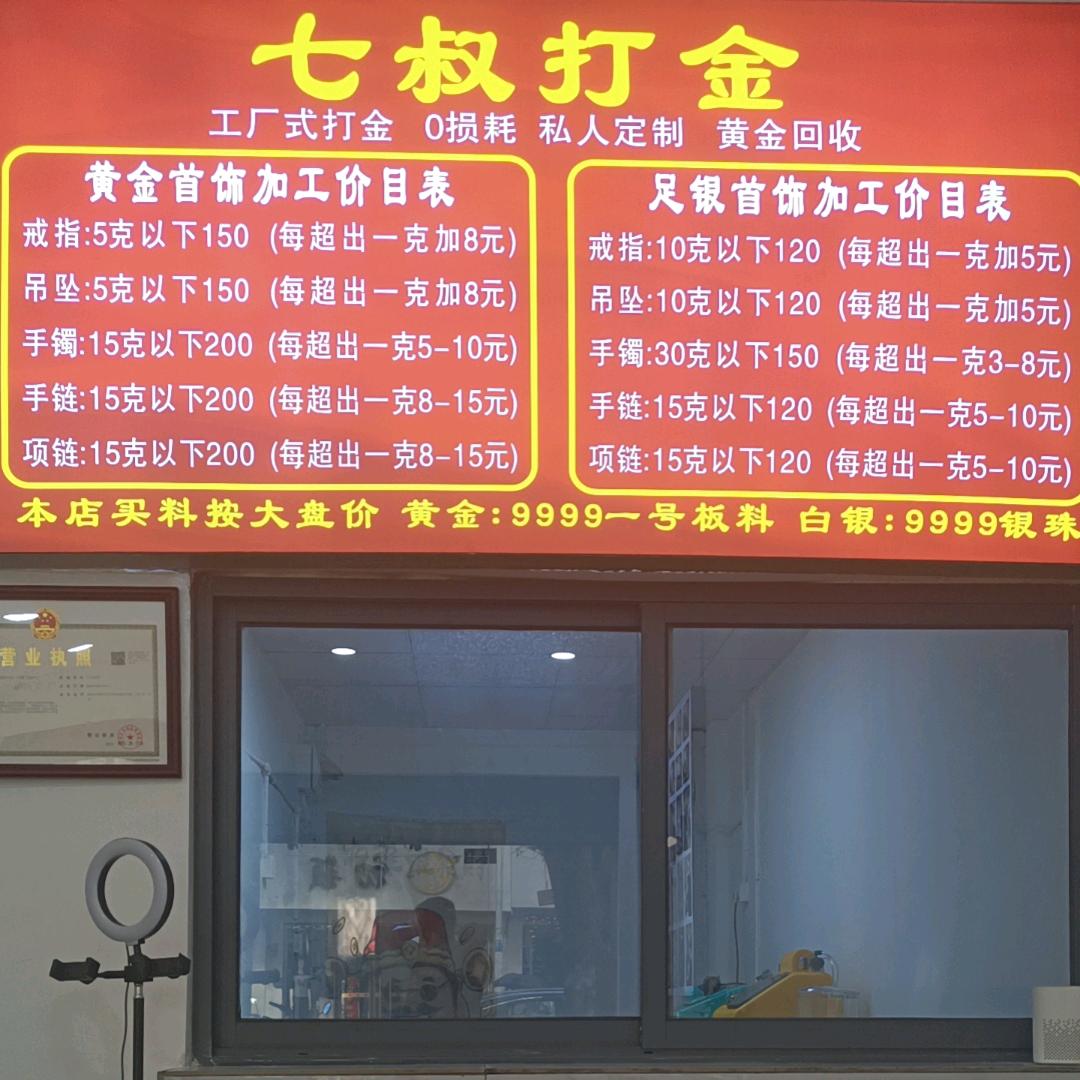 七叔打金
工厂式打金 0损耗 私人定制 黄金回收
黄金首饰加工价目表
戒指:5克以下150 (每超出一克加8元)
吊坠:5克以下150 (每超出一克加8元)
手镯:15克以下200 (每超出一克5-10元)
手链:15克以下200 (每超出一克8-15元)
项链:15克以下200 (每超出一克8-15元)
足银首饰加工价目表
戒指:10克以下120 (每超出一克加5元)
吊坠:10克以下120 (每超出一克加5元)
手镯:30克以下150 (每超出一克3-8元)
手链:15克以下120 (每超出一克5-10元)
项链:15克以下120 (每超出一克5-10元)
本店买料按大盘价 黄金:9999一号板料 白银:9999银珠
营业执照